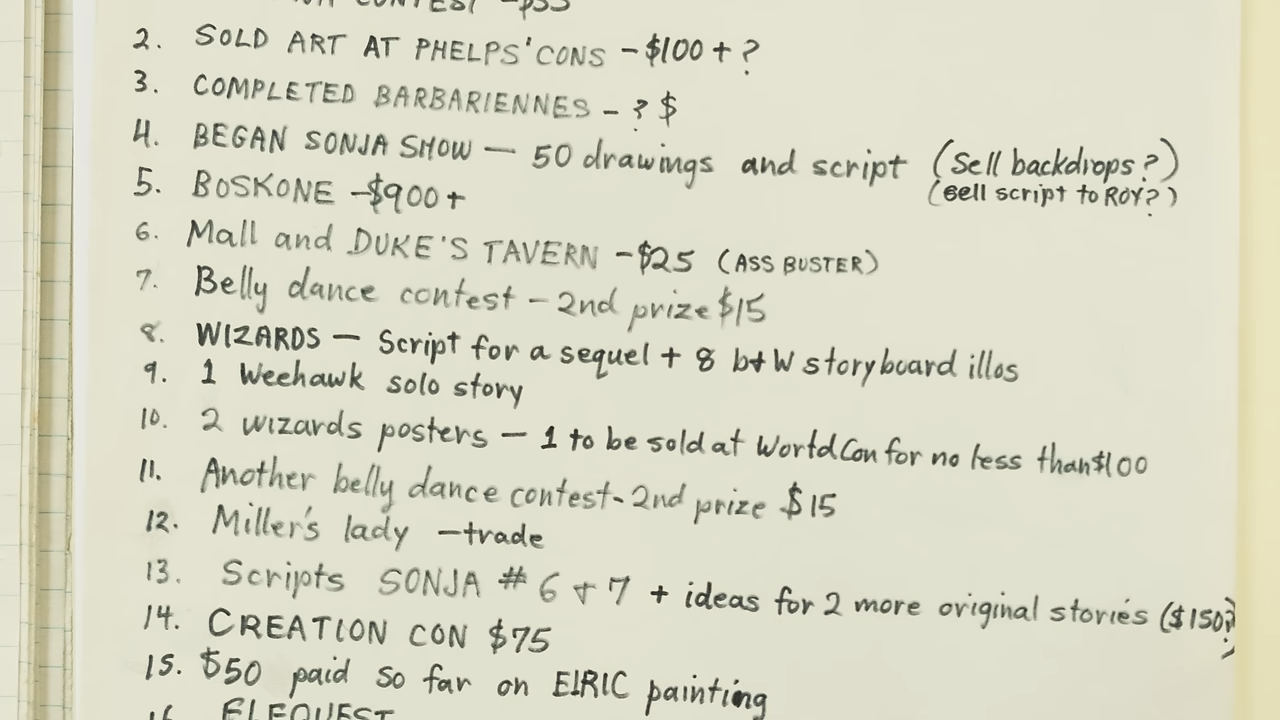 CONTEST -$35
2. SOLD ART AT PHELPS' CONS - $100 + ?
3. COMPLETED BARBARIENNES - ? $
4. BEGAN SONJA SHOW - 50 drawings and script (Sell backdrops?)
(sell script to ROY?)
5. BOSKONE - $900 +
6. Mall and DUKE'S TAVERN - $25 (ASS BUSTER)
7. Belly dance contest - 2nd prize $15
8. WIZARDS - Script for a sequel + 8 b+W storyboard illos
9. 1 Weehawk solo story
10. 2 wizards posters - 1 to be sold at WorldCon for no less than $100
11. Another belly dance contest - 2nd prize $15
12. Miller's lady - trade
13. Scripts SONJA # 6 + 7 + ideas for 2 more original stories ($150?)
14. CREATION CON $75
15. $50 paid so far on ElRIC painting
16. ELFQUEST